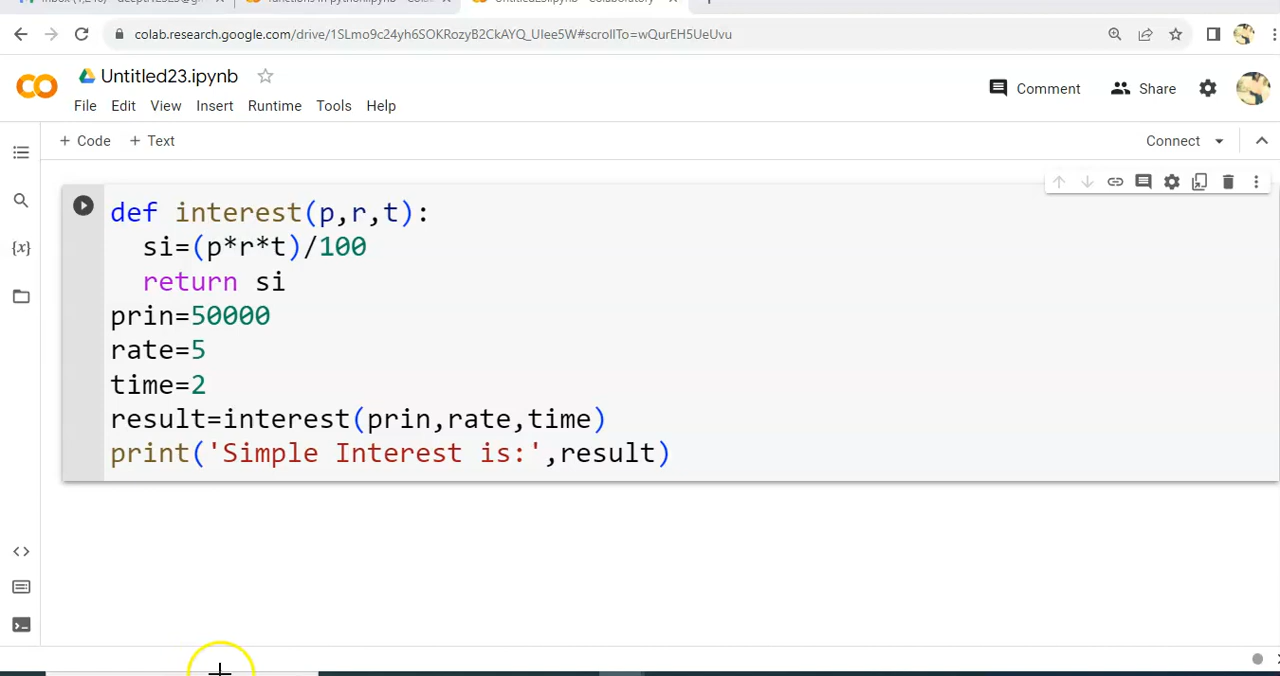 colab.research.google.com/drive/1SLmo9c24yh6SOKRozyB2CkAYQ_UIee5W#scrollTo=wQurEH5UeUvu
CO Untitled23.ipynb
Comment Share
File Edit View Insert Runtime Tools Help
+ Code + Text
Connect
def interest(p,r,t):
{x}
si=(p*r*t)/100
return si
prin=50000
rate=5
time=2
result=interest(prin,rate,time)
print('Simple Interest is:',result)